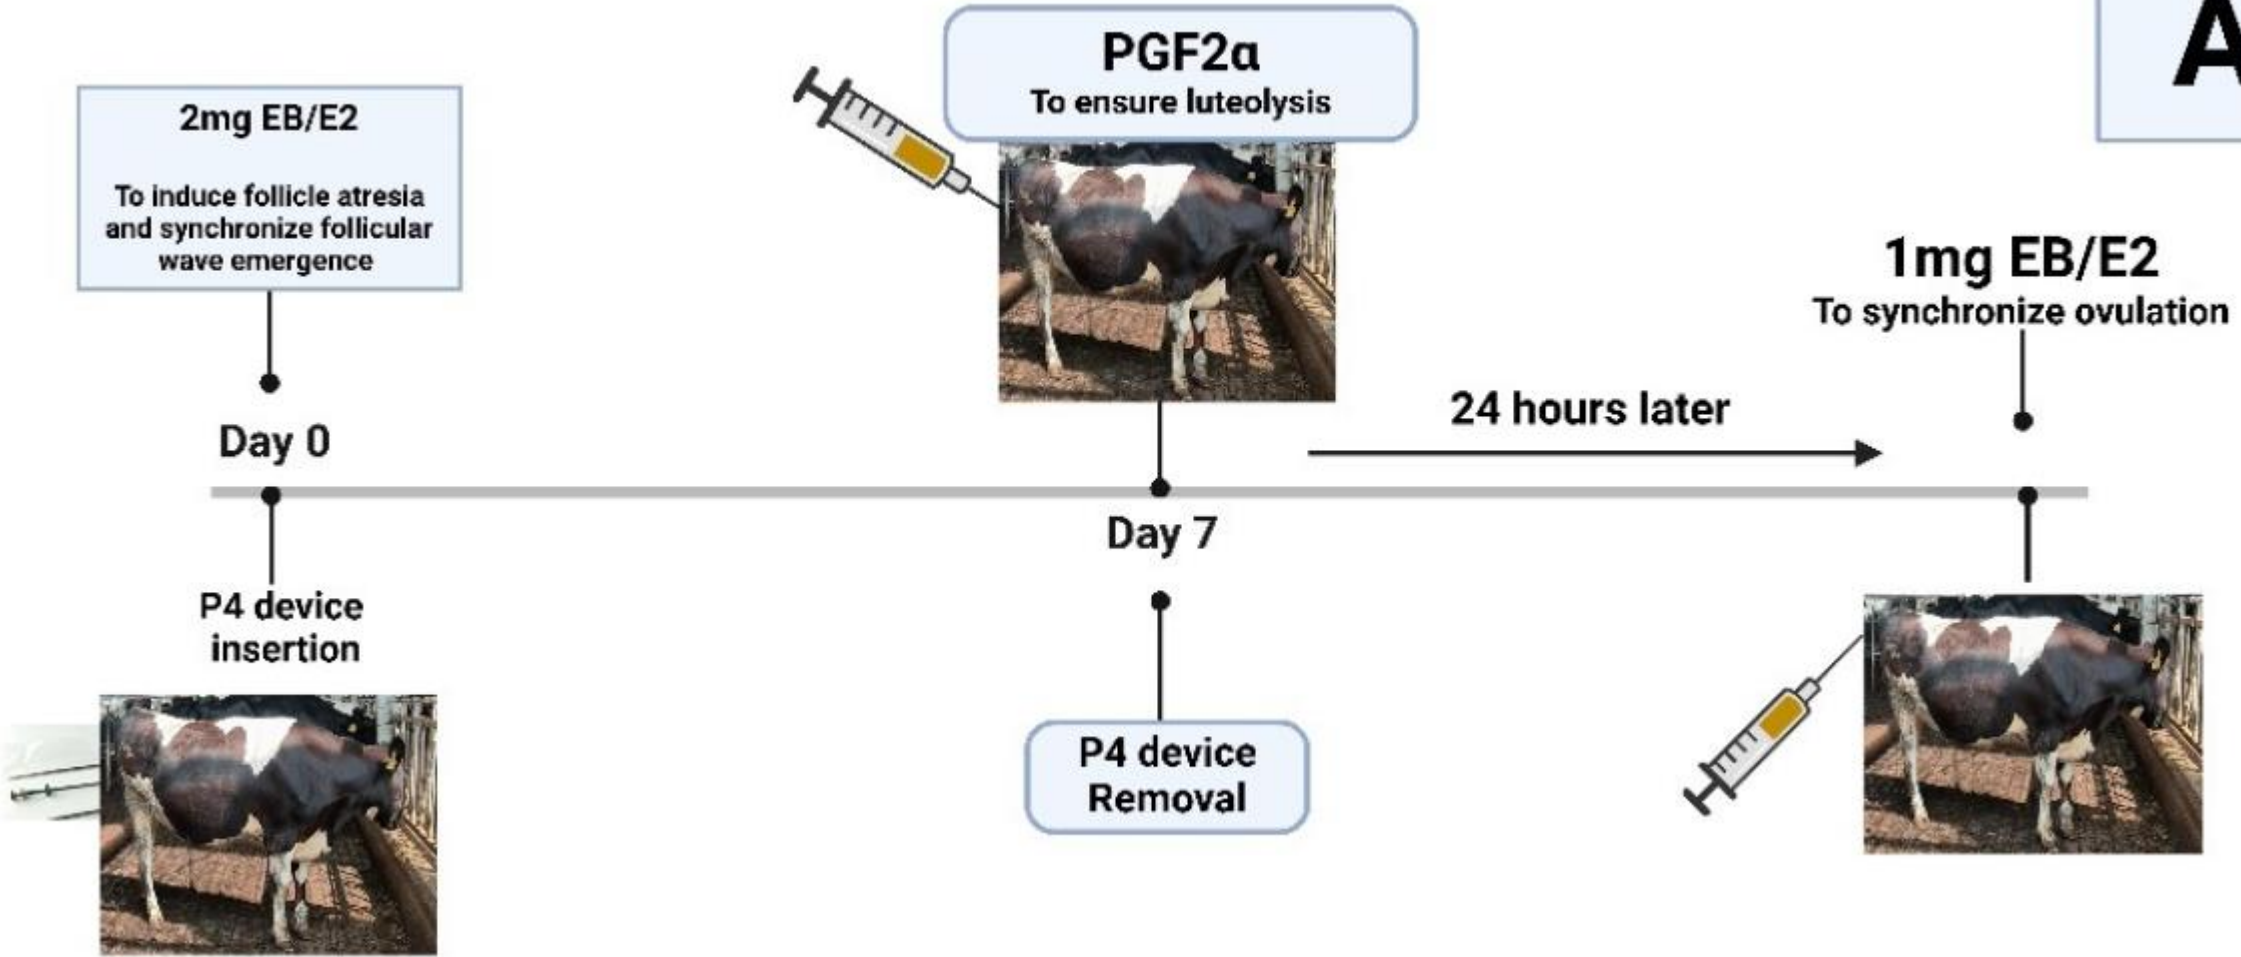 2mg EB/E2
To induce follicle atresia
and synchronize follicular
wave emergence
Day 0
P4 device
insertion
PGF2α
To ensure luteolysis
Day 7
P4 device
Removal
24 hours later
1mg EB/E2
To synchronize ovulation
A